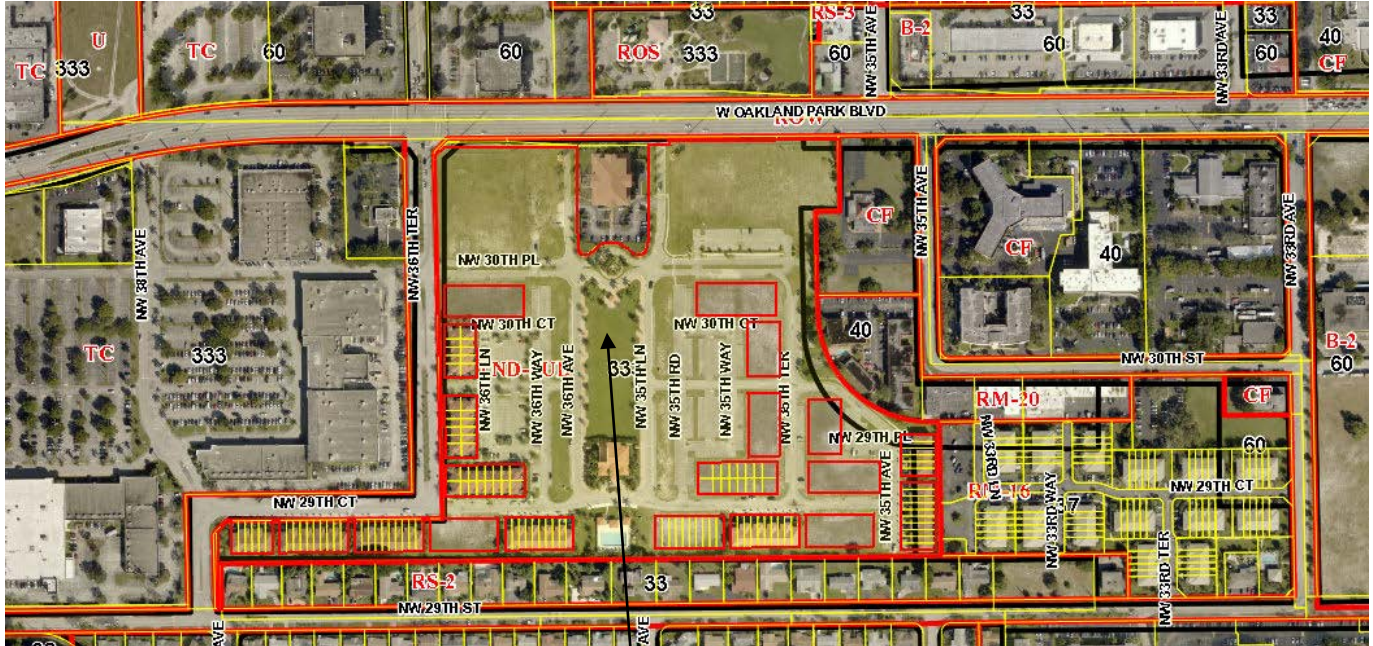 33
RS-3
33
33
U
TC
60
60
ROS
333
60
NW 35TH AVE
B-2
60
NW 33RD AVE
60
40
CF
TC
333
W OAKLAND PARK BLVD
ROW
NW 38TH AVE
NW 36TH TER
CF
NW 35TH AVE
CF
40
NW 33RD AVE
NW 30TH PL
TC
333
NW 30TH CT
NW 30TH CT
40
NW 30TH ST
B-2
60
NW 36TH LN
NW 36TH WAY
NW 36TH AVE
33
NW 35TH LN
NW 35TH RD
NW 35TH WAY
NW 35TH TER
RM-20
CF
NW 29TH PL
60
NW 29TH CT
NW 35TH AVE
NW 33RD WAY
NW 29TH CT
RS-2
33
NW 33RD TER
NW 29TH ST
AVE
AVE